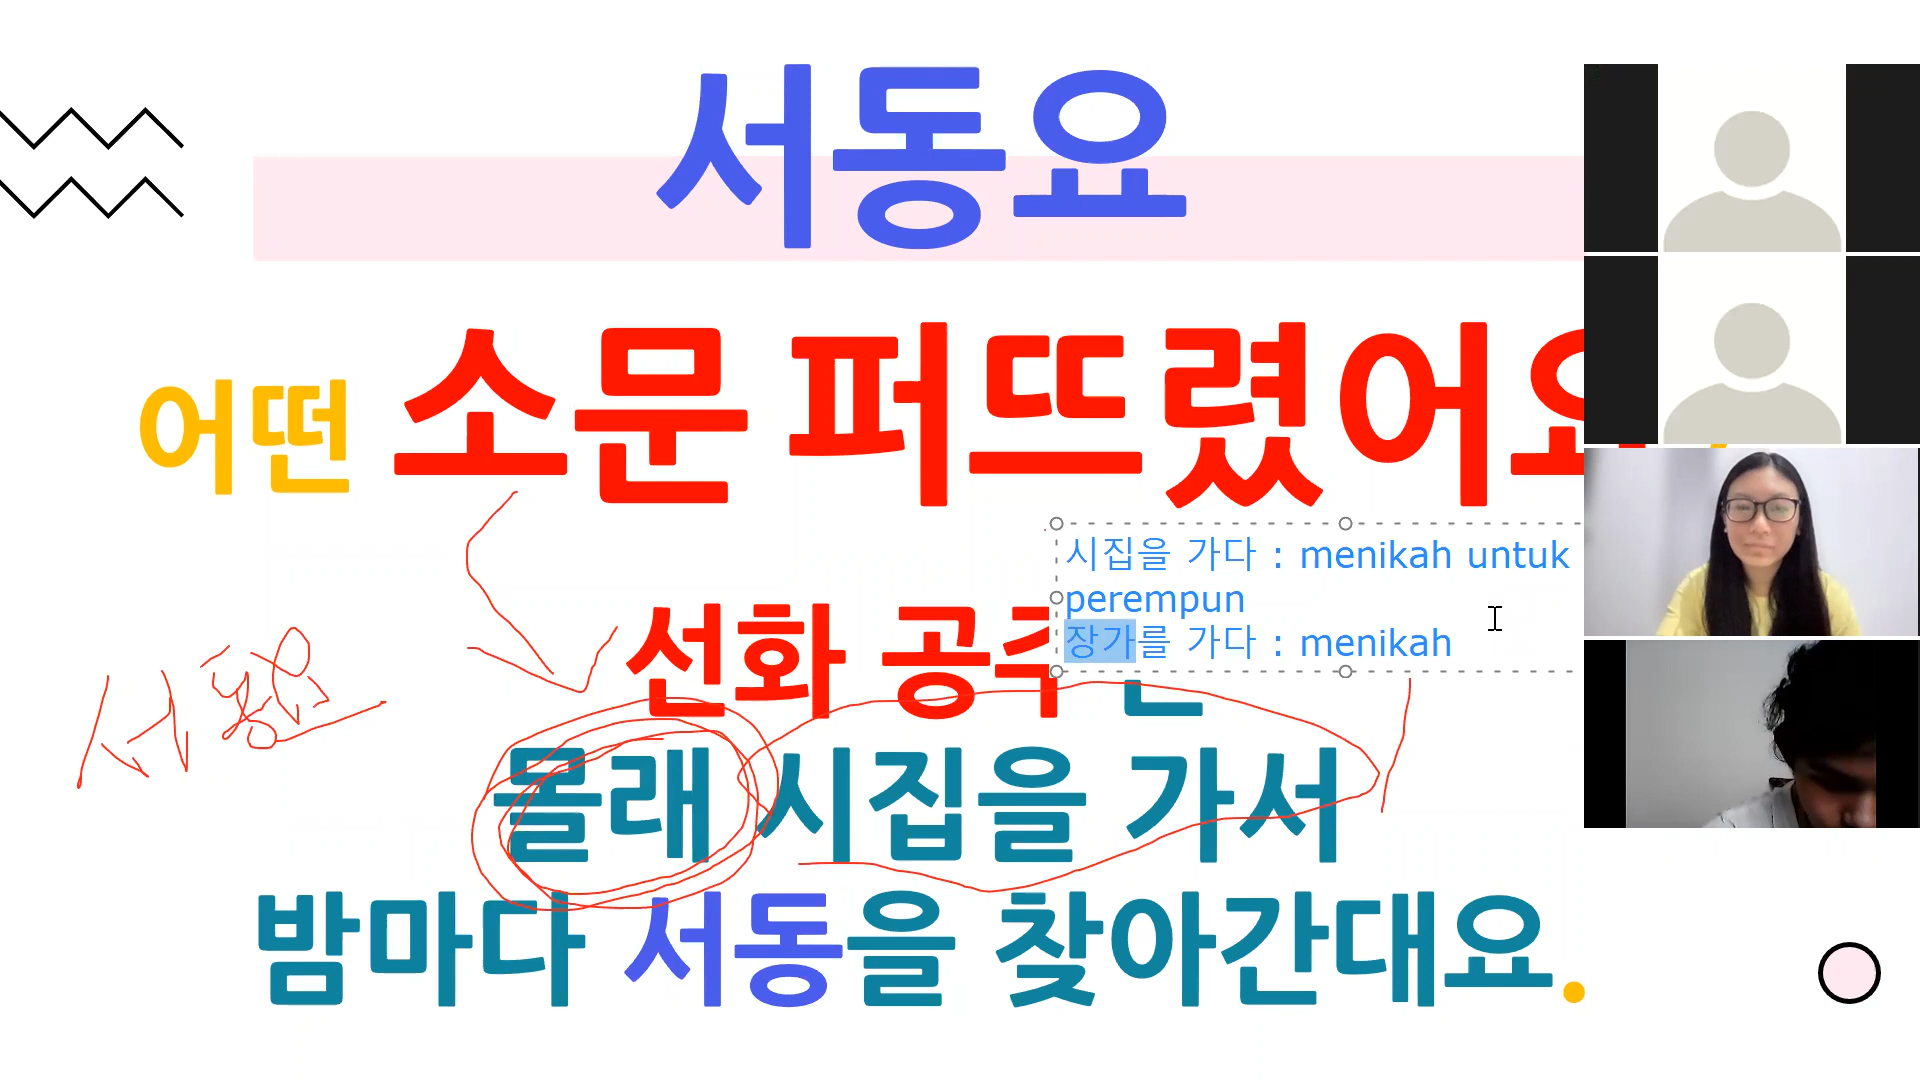 서동요
어떤 소문 퍼뜨렸어요
시집을 가다 : menikah untuk
perempun
장가를 가다 : menikah
선화 공주는
서동요
몰래 시집을 가서
밤마다 서동을 찾아간대요.